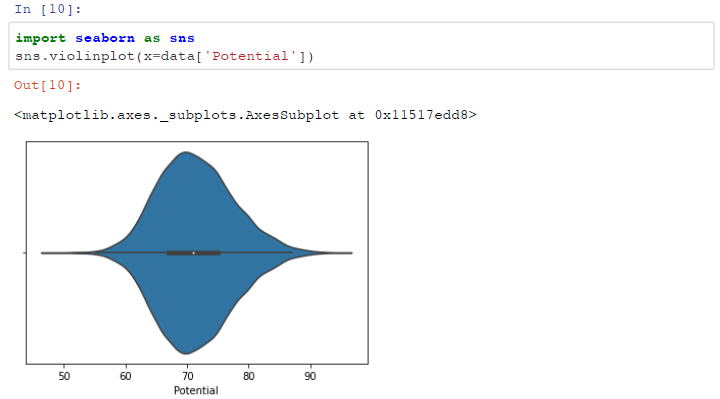 In [10]:
import seaborn as sns
sns.violinplot(x=data['Potential'])
Out[10]:
<matplotlib.axes._subplots.AxesSubplot at 0x11517edd8>
50 60 70 80 90
Potential